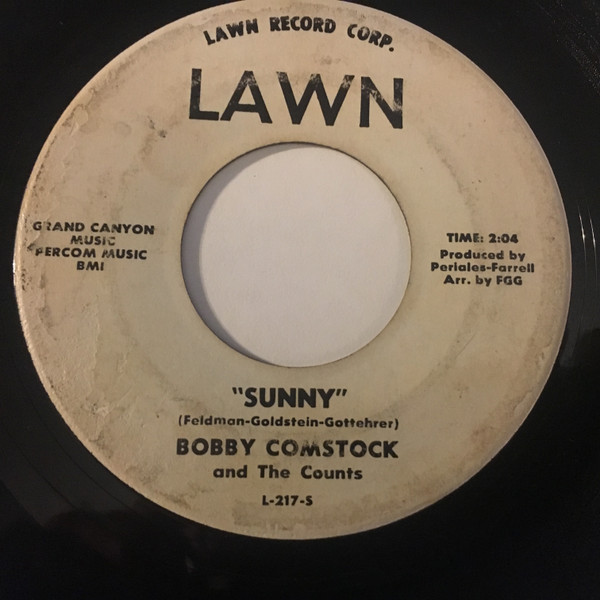 LAWN RECORD CORP.
LAWN
GRAND CANYON
MUSIC
PERCOM MUSIC
BMI
TIME: 2:04
Produced by
Periales-Farrell
Arr. by FGG
"SUNNY"
(Feldman-Goldstein-Gottehrer)
BOBBY COMSTOCK
and The Counts
L-217-S